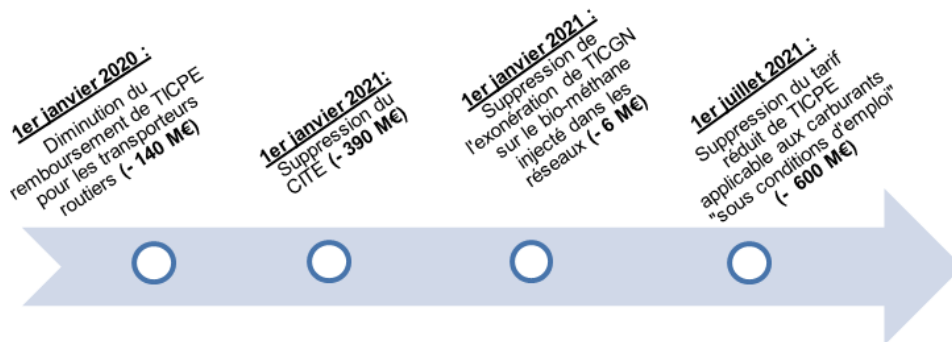 1er janvier 2020 :
Diminution du
remboursement de TICPE
pour les transporteurs
routiers (- 140 M€)
1er janvier 2021:
Suppression du
CITE (- 390 M€)
1er janvier 2021 :
Suppression de
l'exonération de TICGN
sur le bio-méthane
injecté dans les
réseaux (- 6 M€)
1er juillet 2021 :
Suppression du tarif
réduit de TICPE
applicable aux carburants
"sous conditions d'emploi"
(- 600 M€)